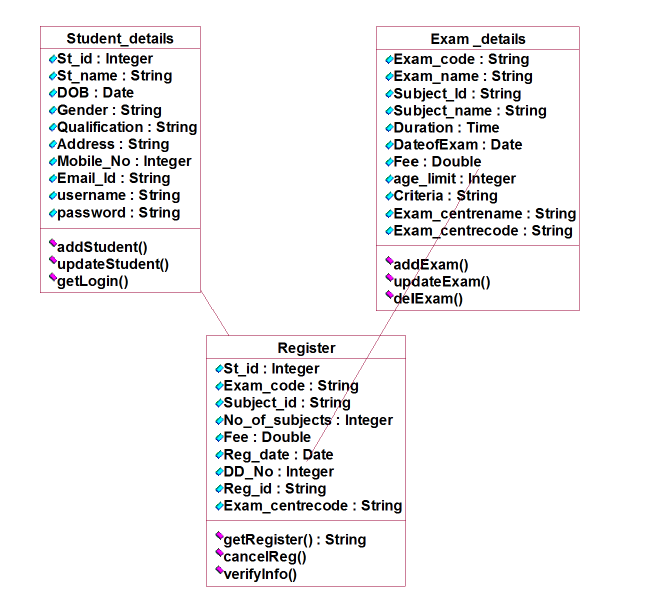 Student_details
St_id : Integer
St_name : String
DOB : Date
Gender : String
Qualification : String
Address : String
Mobile_No : Integer
Email_Id : String
username : String
password : String
addStudent()
updateStudent()
getLogin()
Exam _details
Exam_code : String
Exam_name : String
Subject_Id : String
Subject_name : String
Duration : Time
DateofExam : Date
Fee : Double
age_limit : Integer
Criteria : String
Exam_centrename : String
Exam_centrecode : String
addExam()
updateExam()
delExam()
Register
St_id : Integer
Exam_code : String
Subject_id : String
No_of_subjects : Integer
Fee : Double
Reg_date : Date
DD_No : Integer
Reg_id : String
Exam_centrecode : String
getRegister() : String
cancelReg()
verifyInfo()